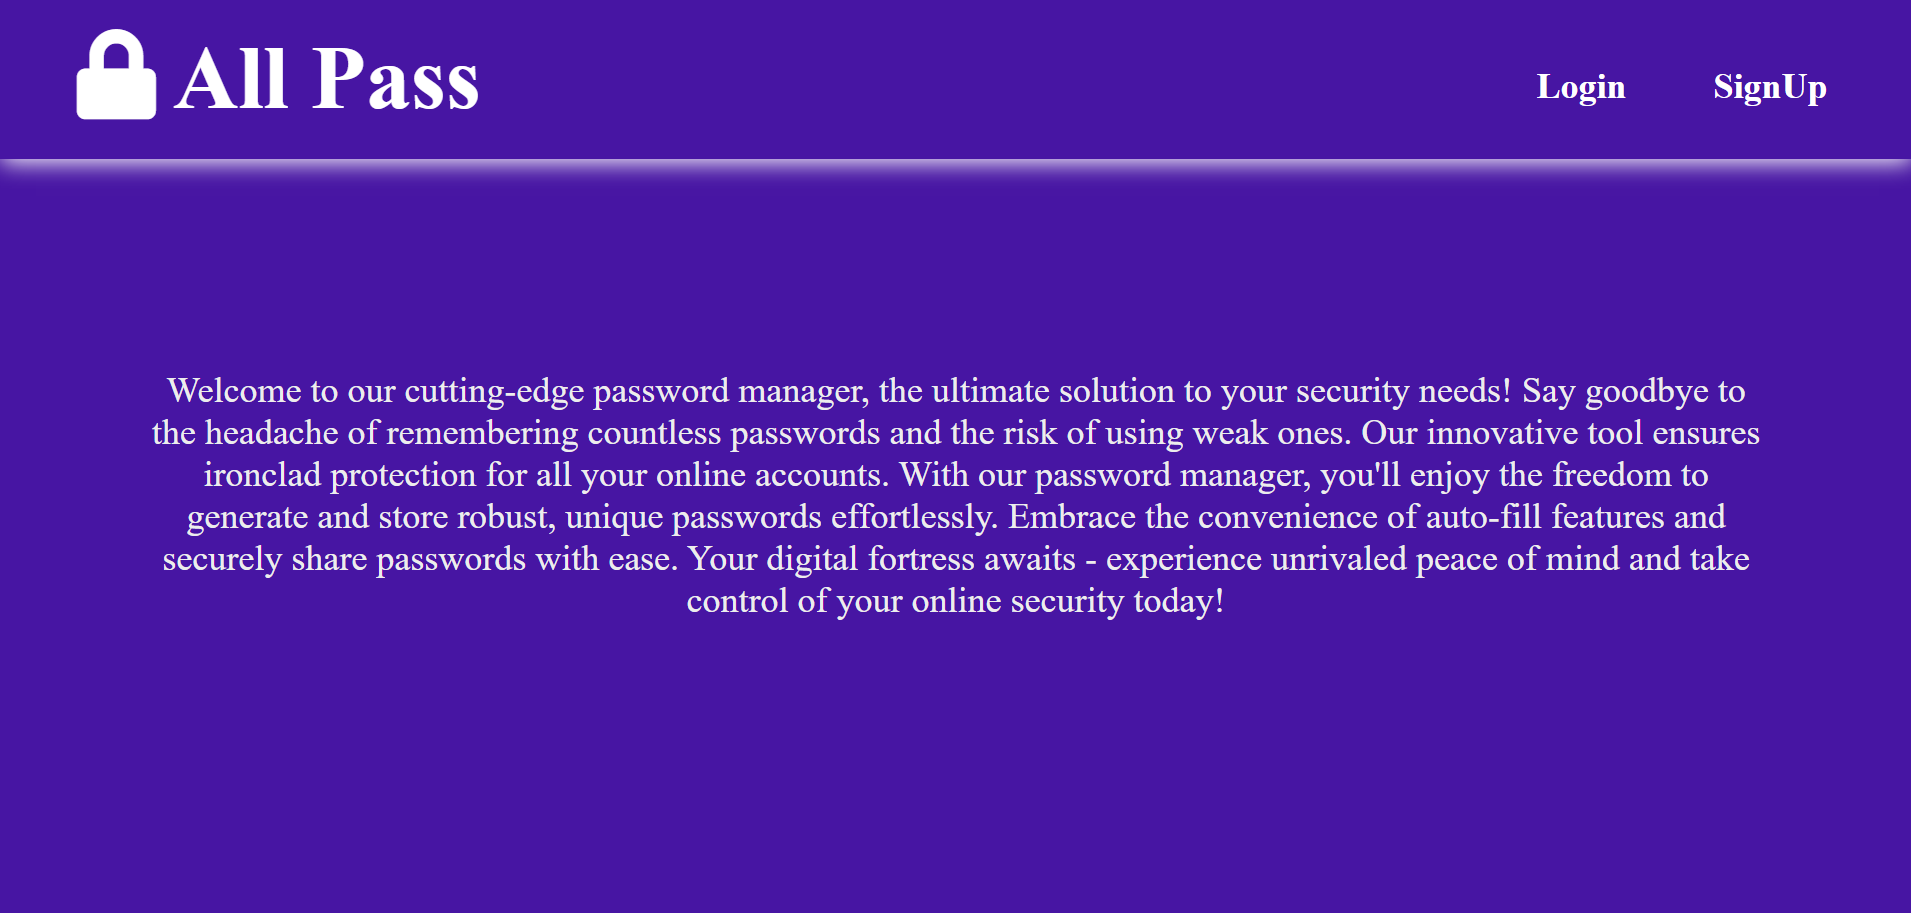 All Pass
Login
SignUp
Welcome to our cutting-edge password manager, the ultimate solution to your security needs! Say goodbye to
the headache of remembering countless passwords and the risk of using weak ones. Our innovative tool ensures
ironclad protection for all your online accounts. With our password manager, you'll enjoy the freedom to
generate and store robust, unique passwords effortlessly. Embrace the convenience of auto-fill features and
securely share passwords with ease. Your digital fortress awaits - experience unrivaled peace of mind and take
control of your online security today!